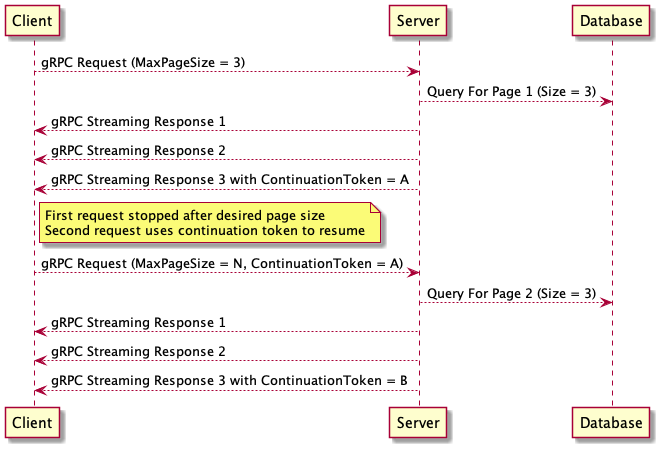 Client
Server
Database
gRPC Request (MaxPageSize = 3)
Query For Page 1 (Size = 3)
gRPC Streaming Response 1
gRPC Streaming Response 2
gRPC Streaming Response 3 with ContinuationToken = A
First request stopped after desired page size
Second request uses continuation token to resume
gRPC Request (MaxPageSize = N, ContinuationToken = A)
Query For Page 2 (Size = 3)
gRPC Streaming Response 1
gRPC Streaming Response 2
gRPC Streaming Response 3 with ContinuationToken = B
Client
Server
Database